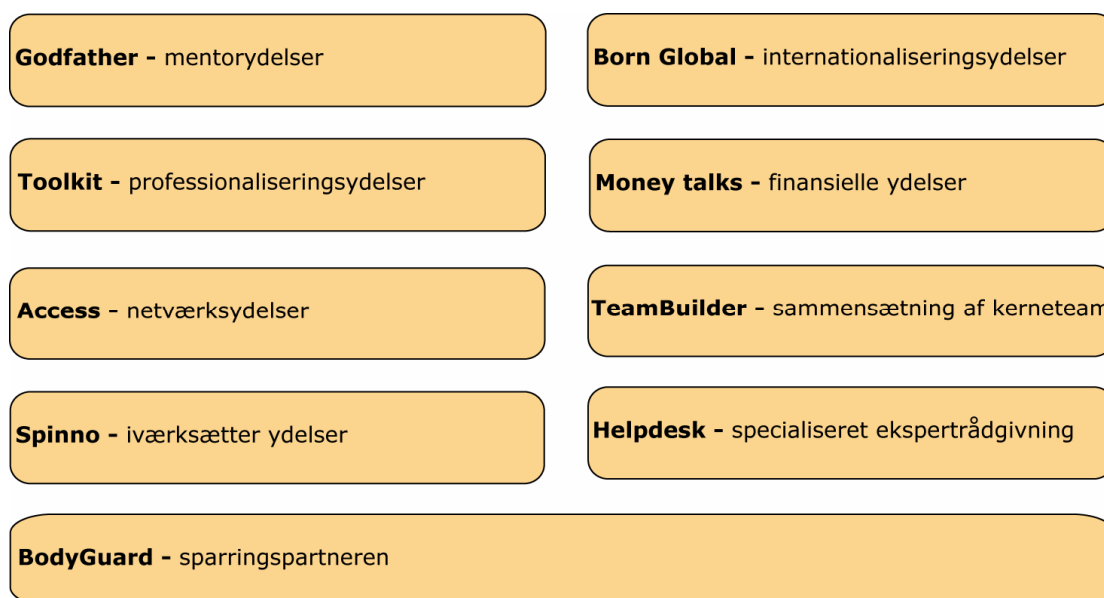 Godfather - mentorydelser
Born Global - internationaliseringsydelser
Toolkit - professionaliseringsydelser
Money talks - finansielle ydelser
Access - netværksydelser
TeamBuilder - sammensætning af kerneteam
Spinno - iværksætter ydelser
Helpdesk - specialiseret ekspertrådgivning
BodyGuard - sparringspartneren